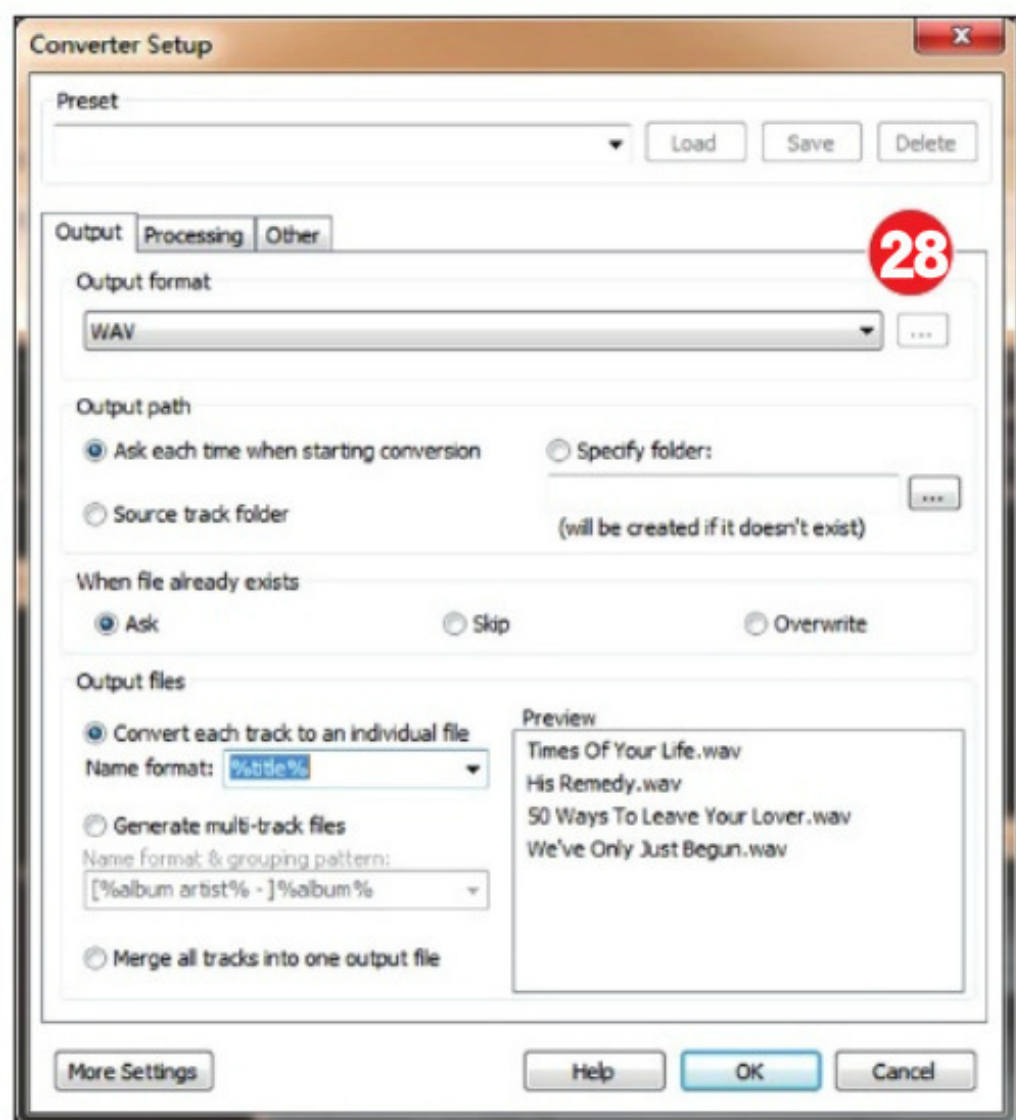 Converter Setup
Preset
Load Save Delete
Output Processing Other
28
Output format
WAV
...
Output path
Ask each time when starting conversion
Specify folder:
...
Source track folder
(will be created if it doesn't exist)
When file already exists
Ask Skip Overwrite
Output files
Convert each track to an individual file
Name format: %title%
Generate multi-track files
Name format & grouping pattern:
[%album artist% - ]%album%
Merge all tracks into one output file
Preview
Times Of Your Life.wav
His Remedy.wav
50 Ways To Leave Your Lover.wav
We've Only Just Begun.wav
More Settings Help OK Cancel